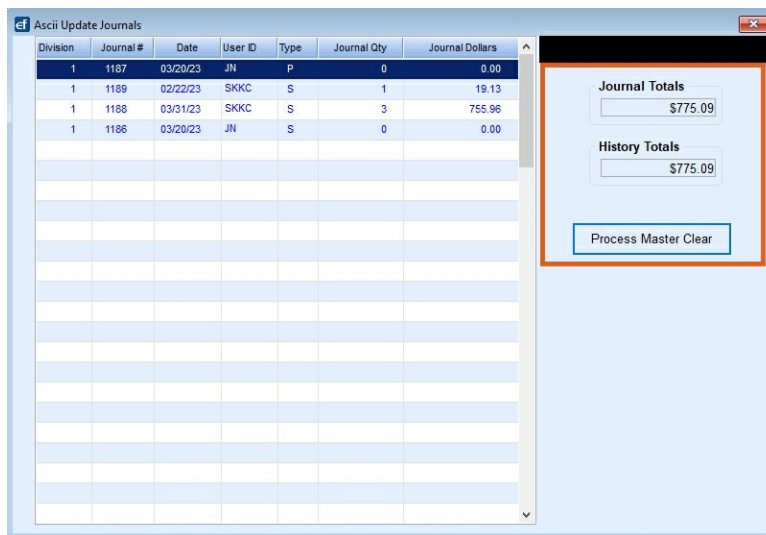 ef Ascii Update Journals
Division Journal # Date User ID Type Journal Qty Journal Dollars
1 1187 03/20/23 JN P 0 0.00
1 1189 02/22/23 SKKC S 1 19.13
1 1188 03/31/23 SKKC S 3 755.96
1 1186 03/20/23 JN S 0 0.00
Journal Totals
$775.09
History Totals
$775.09
Process Master Clear